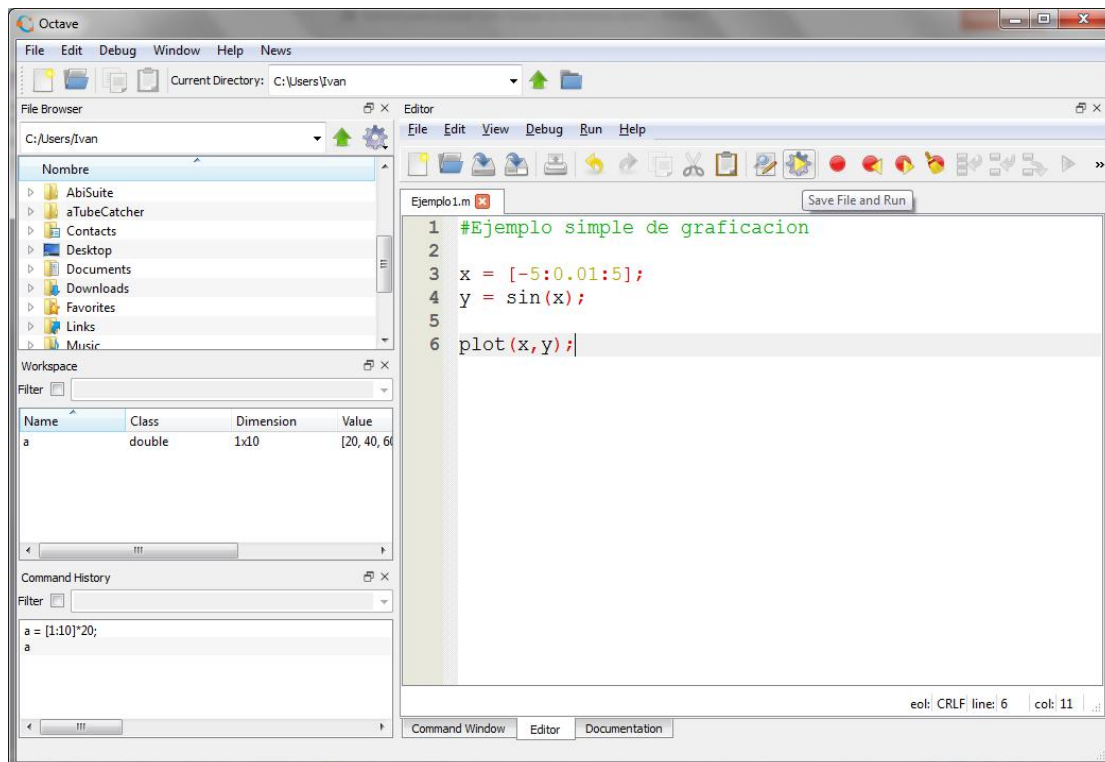 Octave
File Edit Debug Window Help News
Current Directory: C:\Users\Ivan
File Browser
C:/Users/Ivan
Nombre
AbiSuite
aTubeCatcher
Contacts
Desktop
Documents
Downloads
Favorites
Links
Music
Workspace
Filter
Name Class Dimension Value
a double 1x10 [20, 40, 60
Command History
Filter
a = [1:10]*20;
a
Editor
File Edit View Debug Run Help
»
Ejemplo1.m
Save File and Run
1 #Ejemplo simple de graficacion
2
3 x = [-5:0.01:5];
4 y = sin(x);
5
6 plot(x,y);
eol: CRLF line: 6 col: 11
Command Window Editor Documentation